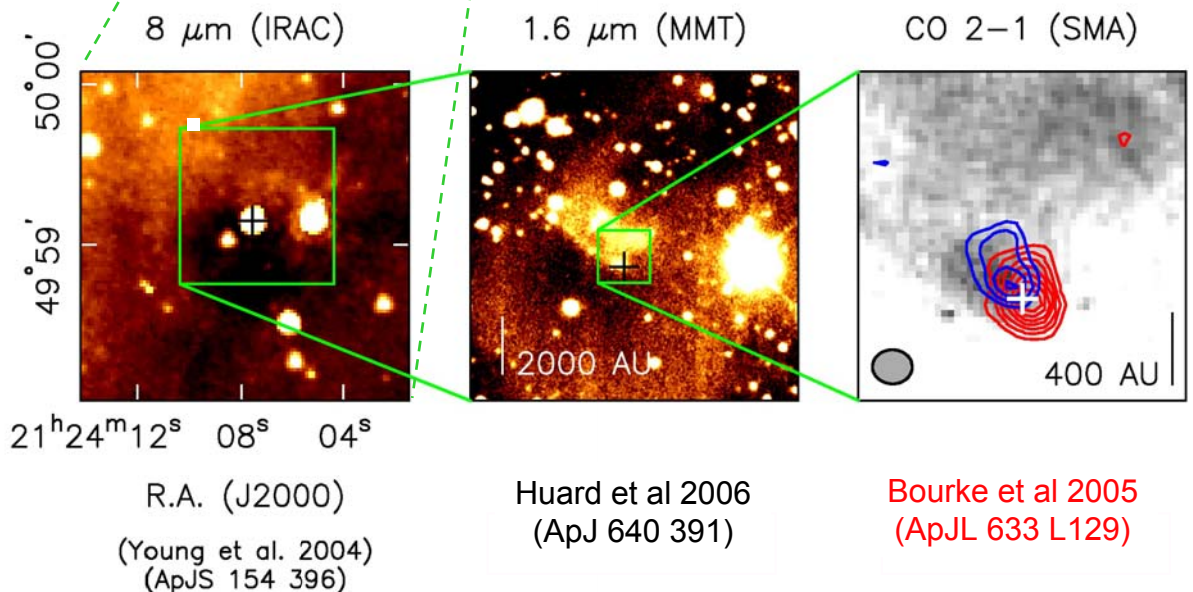 8 μm (IRAC)
1.6 μm (MMT)
CO 2−1 (SMA)
50°00'
49°59'
2000 AU
400 AU
21ʰ24ᵐ12ˢ 08ˢ 04ˢ
R.A. (J2000)
(Young et al. 2004)
(ApJS 154 396)
Huard et al 2006
(ApJ 640 391)
Bourke et al 2005
(ApJL 633 L129)